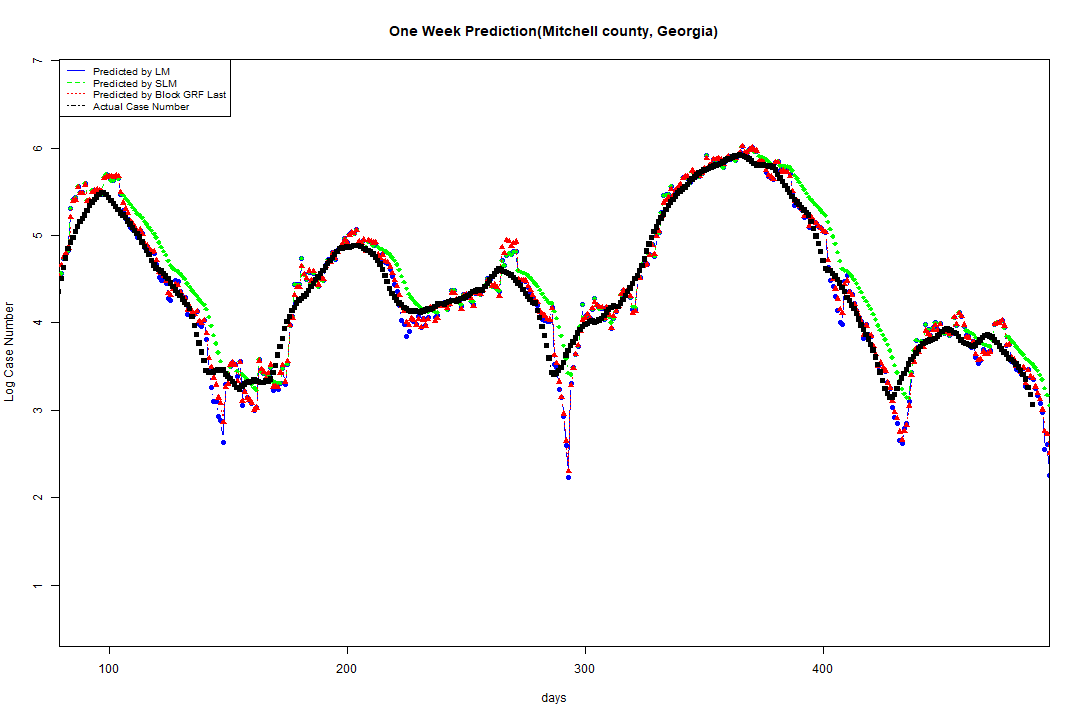 One Week Prediction(Mitchell county, Georgia)
7
Predicted by LM
Predicted by SLM
Predicted by Block GRF Last
Actual Case Number
6
5
4
3
2
1
Log Case Number
100 200 300 400
days